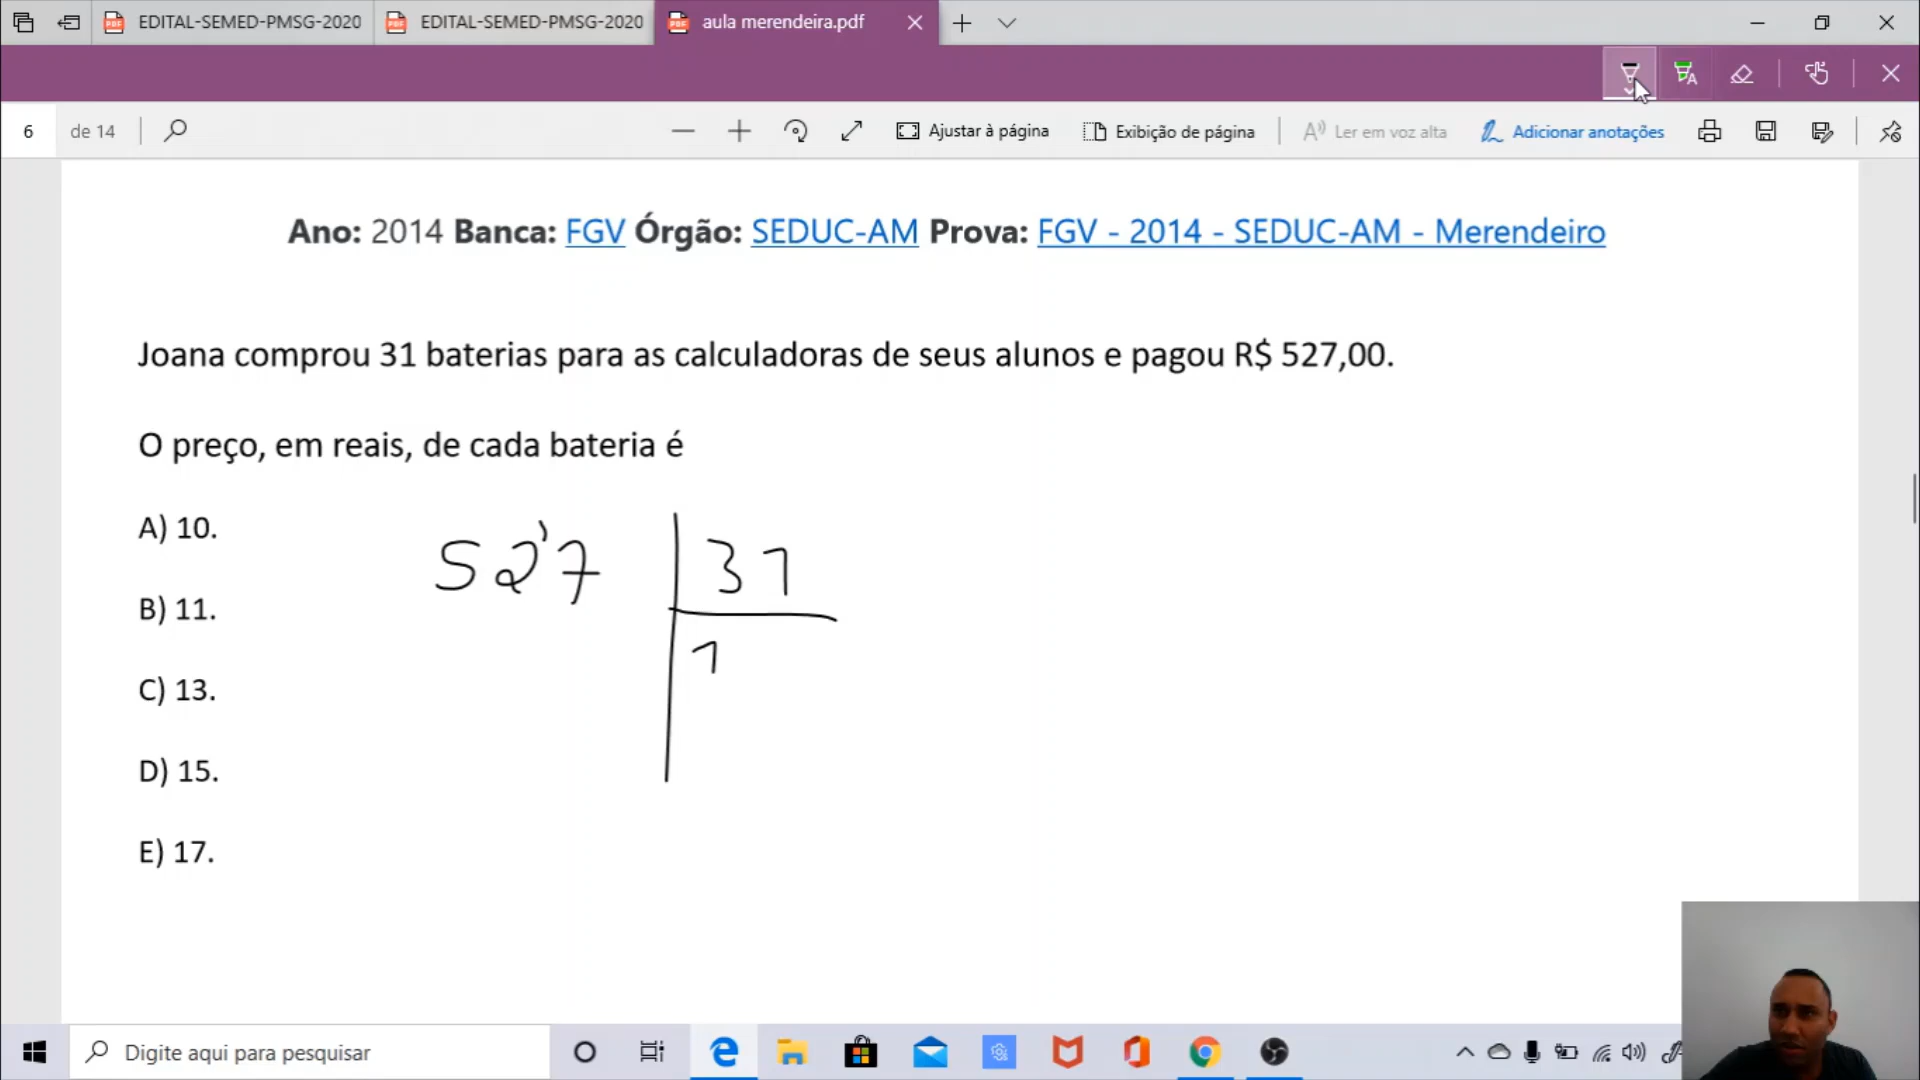 EDITAL-SEMED-PMSG-2020
EDITAL-SEMED-PMSG-2020
aula merendeira.pdf
6 de 14
Ajustar à página
Exibição de página
Ler em voz alta
Adicionar anotações
Ano: 2014 Banca: FGV Órgão: SEDUC-AM Prova: FGV - 2014 - SEDUC-AM - Merendeiro
Joana comprou 31 baterias para as calculadoras de seus alunos e pagou R$ 527,00.
O preço, em reais, de cada bateria é
A) 10.
B) 11.
C) 13.
D) 15.
E) 17.
52'7 31
1
Digite aqui para pesquisar